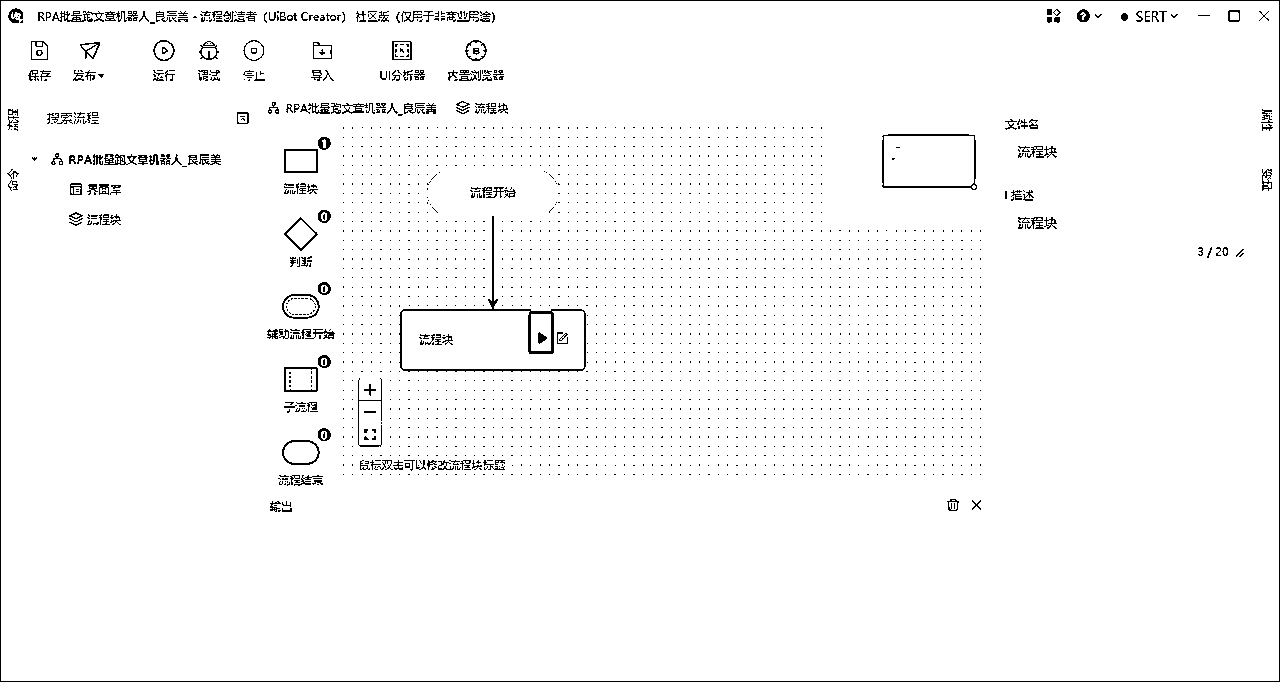 RPA批量跑文章机器人_良辰美 - 流程创造者（UiBot Creator） 社区版（仅用于非商业用途）
SERT
保存 发布 运行 调试 停止 导入 UI分析器 内置浏览器
搜索流程
RPA批量跑文章机器人_良辰美
界面库
流程块
RPA批量跑文章机器人_良辰美 流程块
1
流程块
0
判断
0
辅助流程开始
0
子流程
0
流程结束
流程开始
流程块
鼠标双击可以修改流程块标题
输出
文件名
流程块
描述
流程块
3 / 20
属性
变量